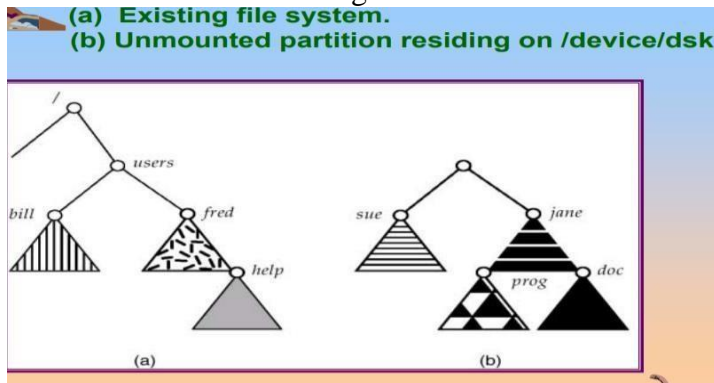 (a) Existing file system.
(b) Unmounted partition residing on /device/dsk
/
users
bill
fred
help
sue
jane
prog
doc
(a)
(b)